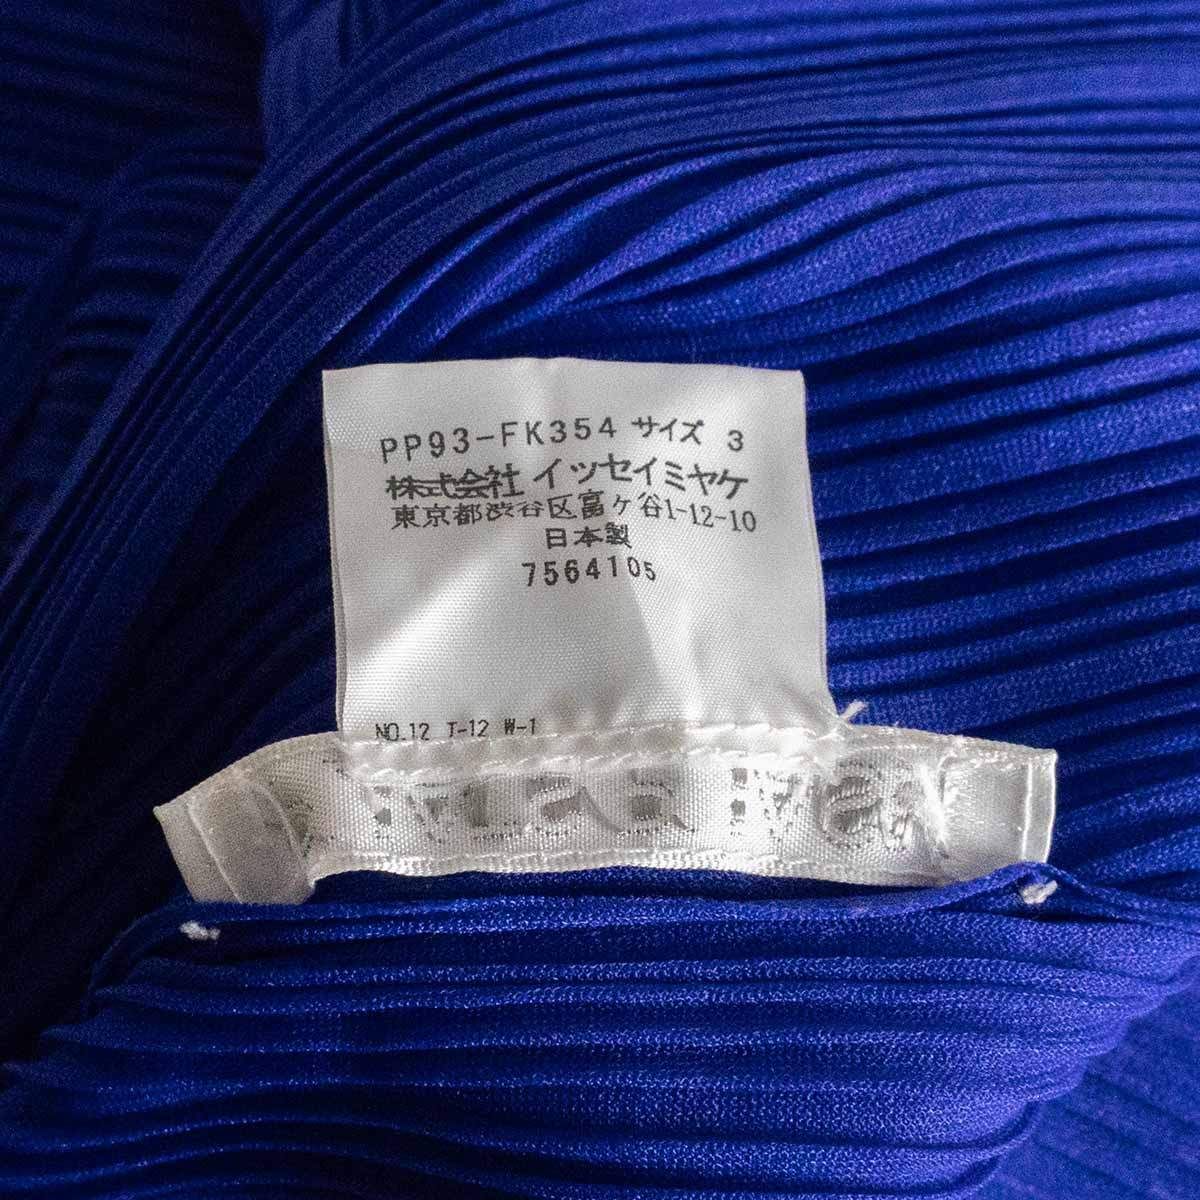 PP93-FK354 サイズ 3
株式会社 イッセイミヤケ
東京都渋谷区富ヶ谷1-12-10
日本製
7564105
NO.12 T-12 W-1